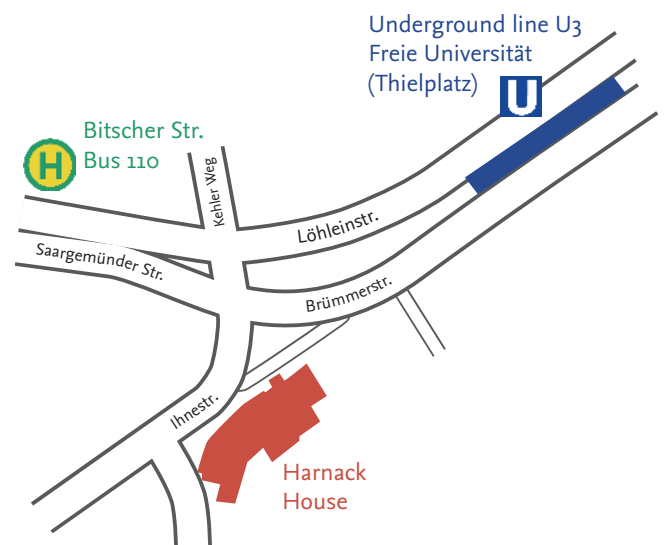 Underground line U3
Freie Universität
(Thielplatz)
U
Bitscher Str.
Bus 110
H
Kehler Weg
Löhleinstr.
Saargemünder Str.
Brümmerstr.
Ihnestr.
Harnack
House